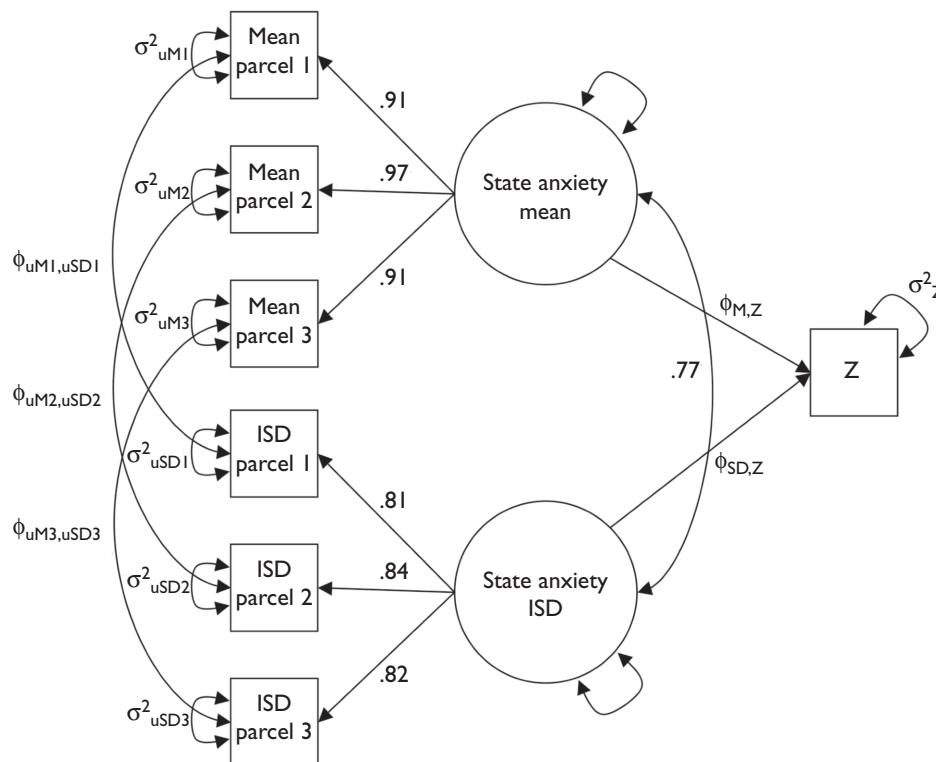 σ²uM1
Mean
parcel 1
.91
σ²uM2
Mean
parcel 2
.97
State anxiety
mean
ϕuM1,uSD1
σ²uM3
Mean
parcel 3
.91
ϕM,Z
σ²Z
Z
.77
ϕuM2,uSD2
σ²uSD1
ISD
parcel 1
.81
ϕSD,Z
ϕuM3,uSD3
σ²uSD2
ISD
parcel 2
.84
State anxiety
ISD
σ²uSD3
ISD
parcel 3
.82